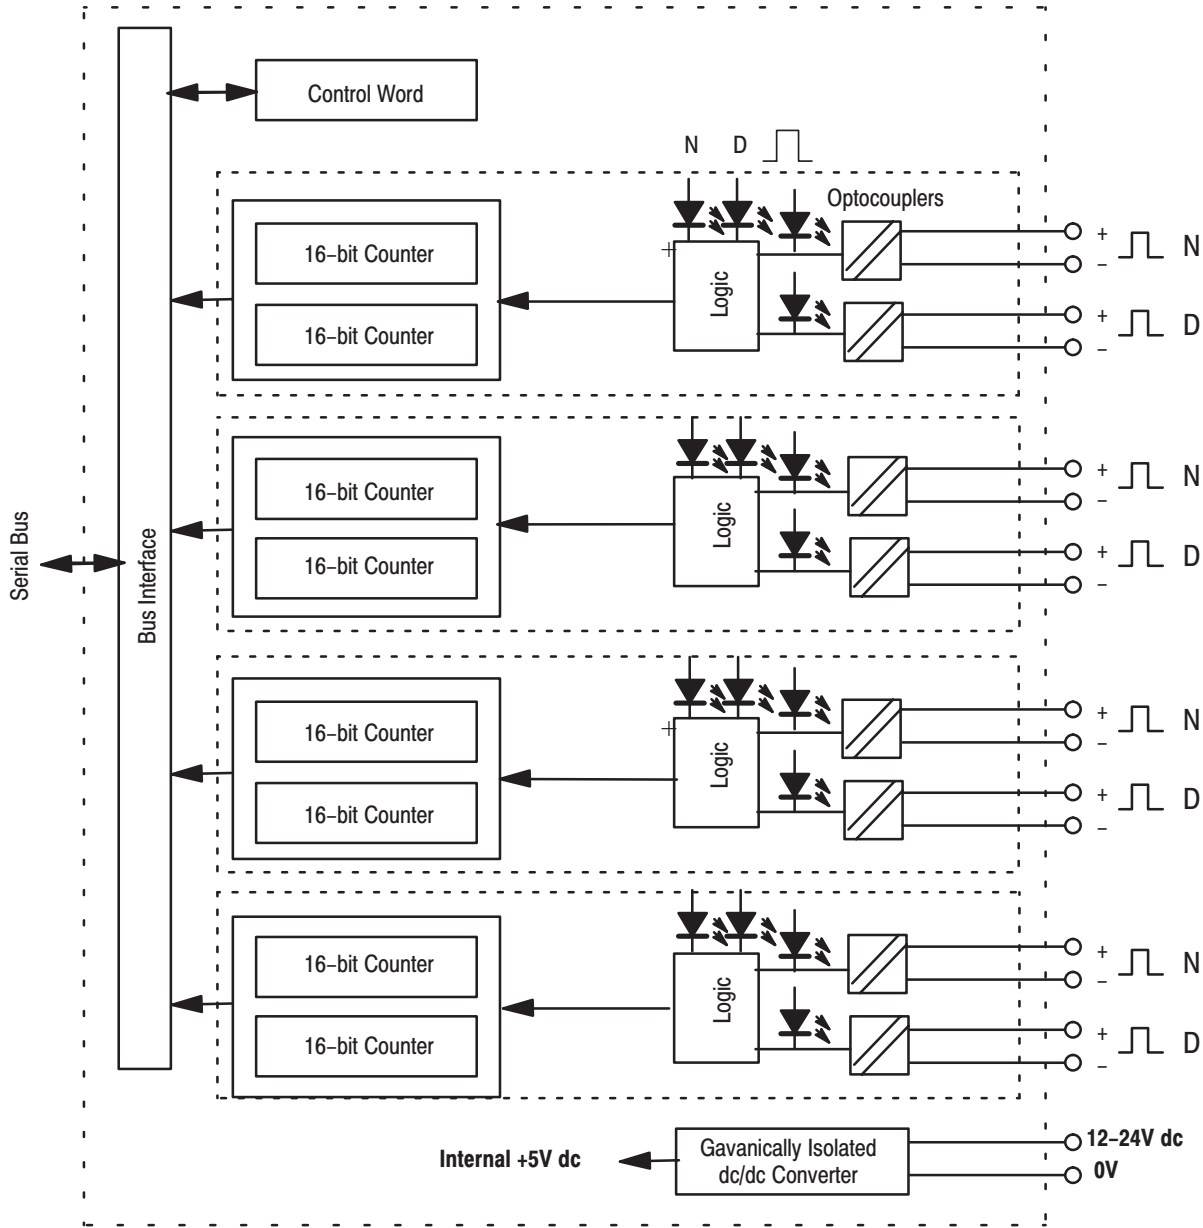 Control Word
N D
Optocouplers
16–bit Counter
16–bit Counter
Logic
+
+
–
N
+
–
D
16–bit Counter
16–bit Counter
Logic
+
–
N
+
–
D
Serial Bus
Bus Interface
16–bit Counter
16–bit Counter
Logic
+
+
–
N
+
–
D
16–bit Counter
16–bit Counter
Logic
+
–
N
+
–
D
Internal +5V dc
Gavanically Isolated
dc/dc Converter
12–24V dc
0V